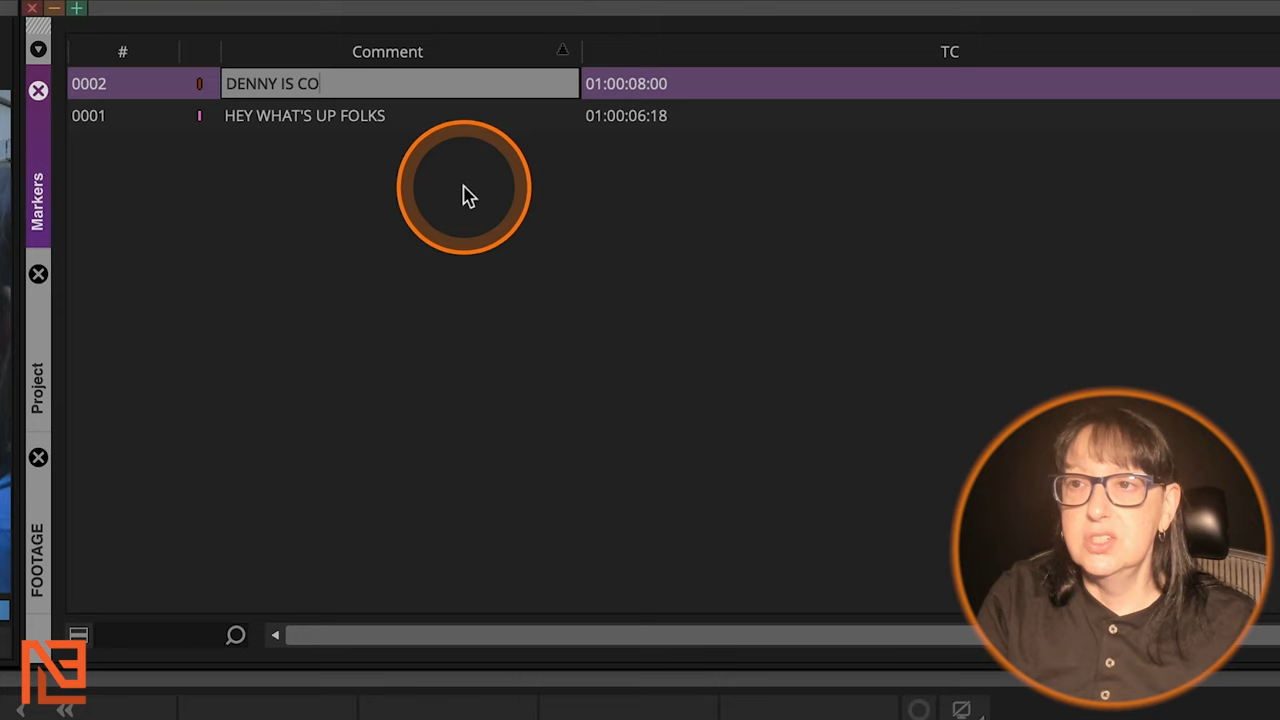 # Comment TC
0002 DENNY IS CO 01:00:08:00
0001 HEY WHAT'S UP FOLKS 01:00:06:18
Markers
Project
FOOTAGE